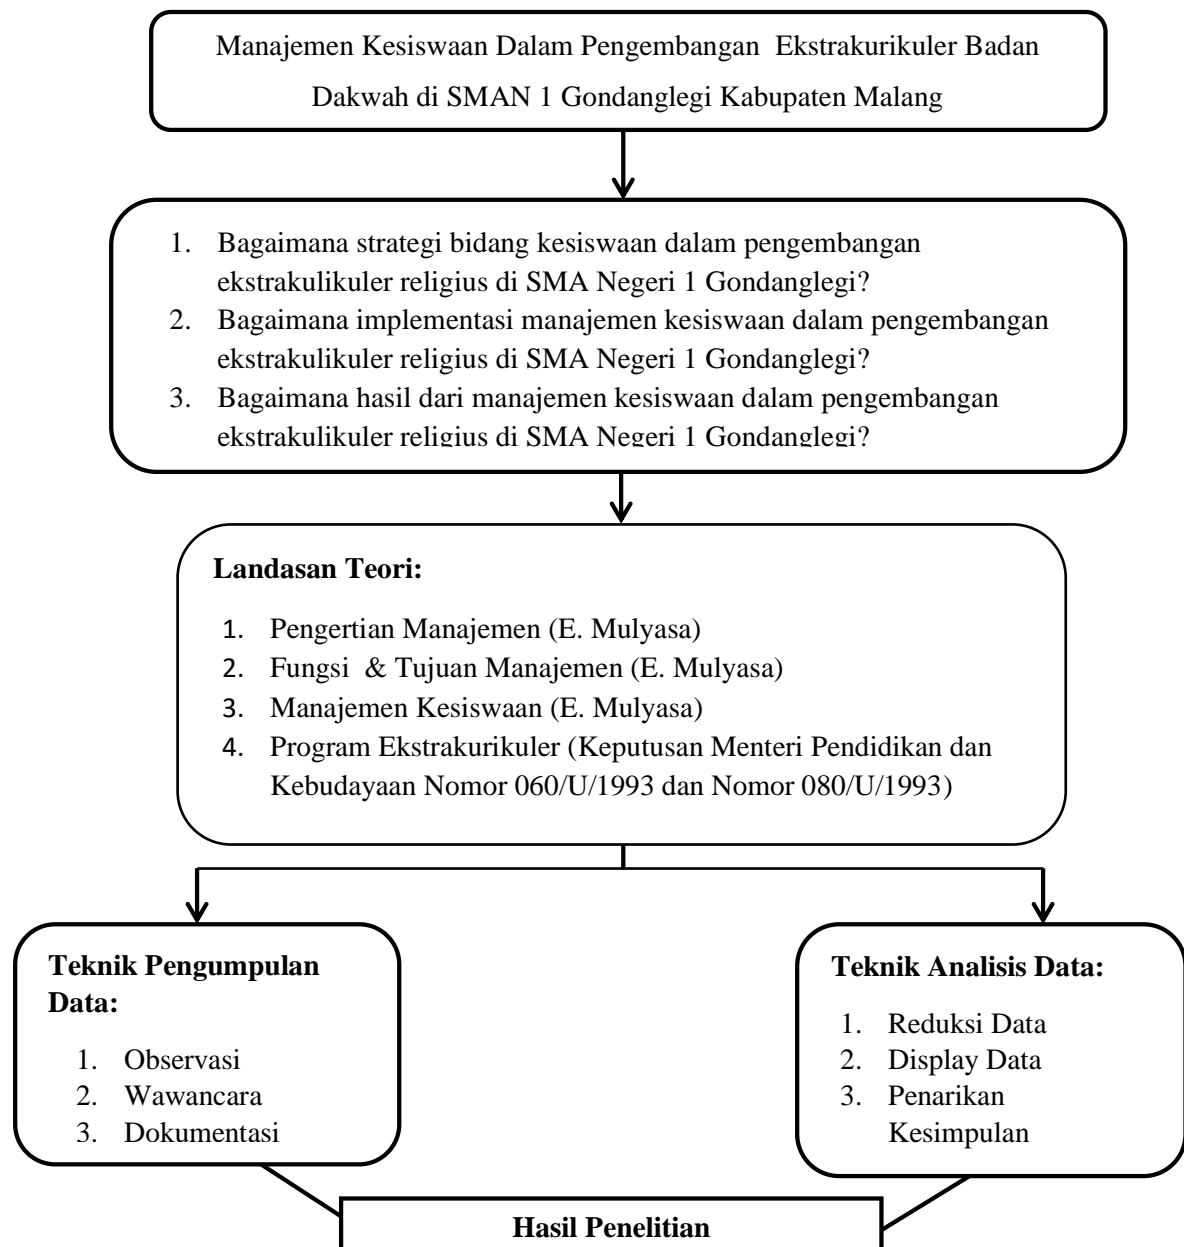 Manajemen Kesiswaan Dalam Pengembangan Ekstrakurikuler Badan
Dakwah di SMAN 1 Gondanglegi Kabupaten Malang
1. Bagaimana strategi bidang kesiswaan dalam pengembangan
ekstrakulikuler religius di SMA Negeri 1 Gondanglegi?
2. Bagaimana implementasi manajemen kesiswaan dalam pengembangan
ekstrakulikuler religius di SMA Negeri 1 Gondanglegi?
3. Bagaimana hasil dari manajemen kesiswaan dalam pengembangan
ekstrakulikuler religius di SMA Negeri 1 Gondanglegi?
Landasan Teori:
1. Pengertian Manajemen (E. Mulyasa)
2. Fungsi & Tujuan Manajemen (E. Mulyasa)
3. Manajemen Kesiswaan (E. Mulyasa)
4. Program Ekstrakurikuler (Keputusan Menteri Pendidikan dan
Kebudayaan Nomor 060/U/1993 dan Nomor 080/U/1993)
Teknik Pengumpulan
Data:
1. Observasi
2. Wawancara
3. Dokumentasi
Teknik Analisis Data:
1. Reduksi Data
2. Display Data
3. Penarikan
Kesimpulan
Hasil Penelitian